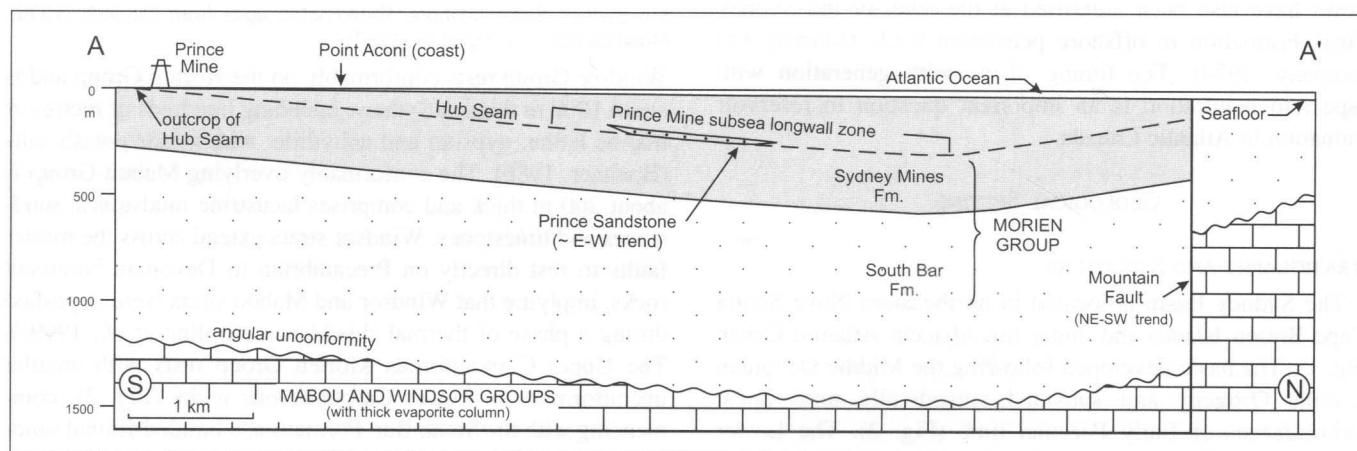 A
A'
Prince
Mine
Point Aconi (coast)
Atlantic Ocean
0
m
outcrop of
Hub Seam
Hub Seam
Prince Mine subsea longwall zone
Seafloor
500
Sydney Mines
Fm.
Prince Sandstone
(~ E-W trend)
MORIEN
GROUP
South Bar
Fm.
Mountain
Fault
(NE-SW trend)
1000
angular unconformity
S
N
MABOU AND WINDSOR GROUPS
(with thick evaporite column)
1 km
1500